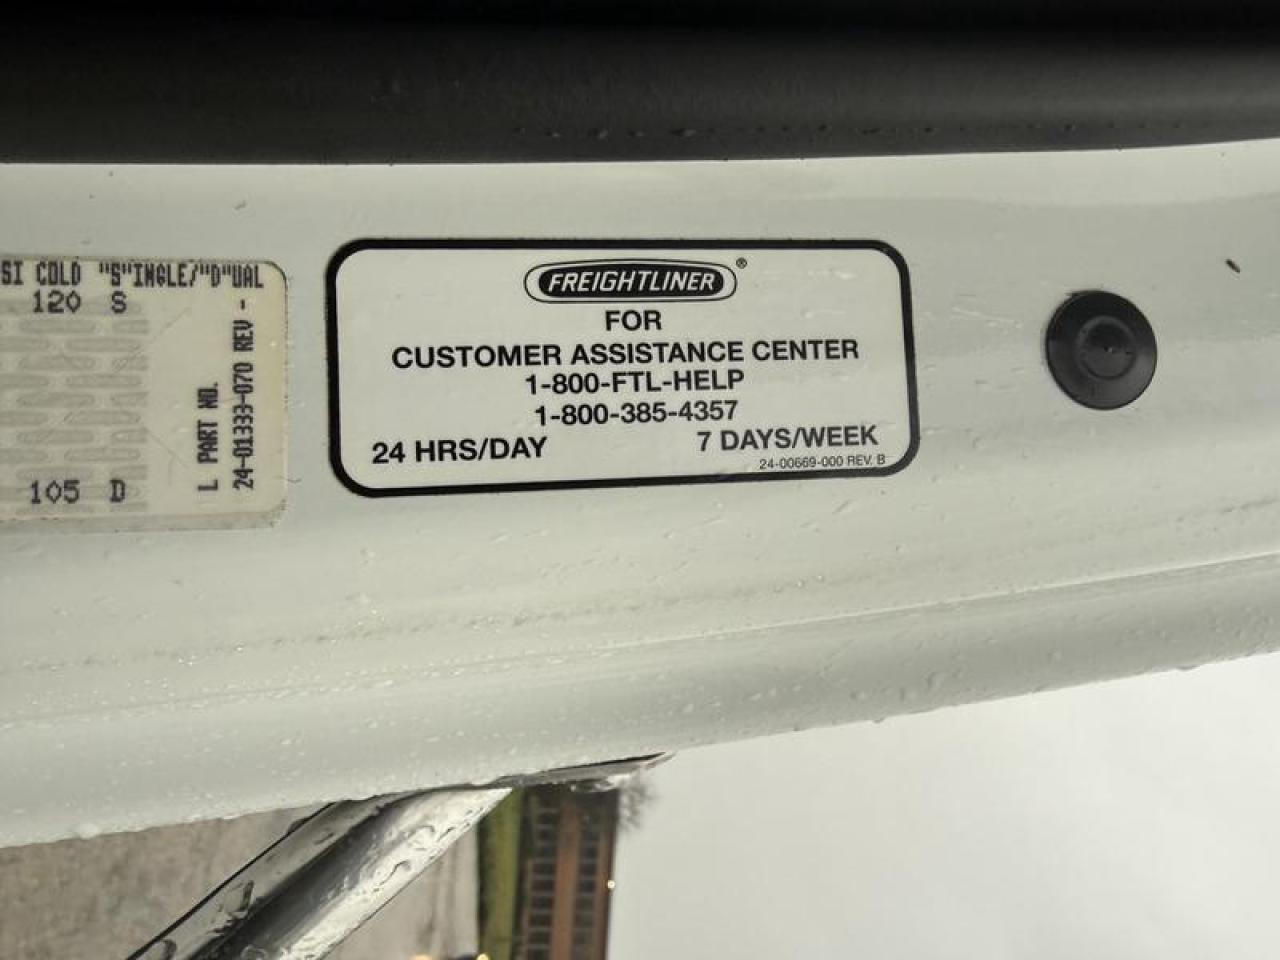 SI COLD "S"INGLE/"D"UAL
120 S
105 D
L PART NO.
24-01333-070 REV -
FREIGHTLINER®
FOR
CUSTOMER ASSISTANCE CENTER
1-800-FTL-HELP
1-800-385-4357
24 HRS/DAY 7 DAYS/WEEK
24-00669-000 REV. B